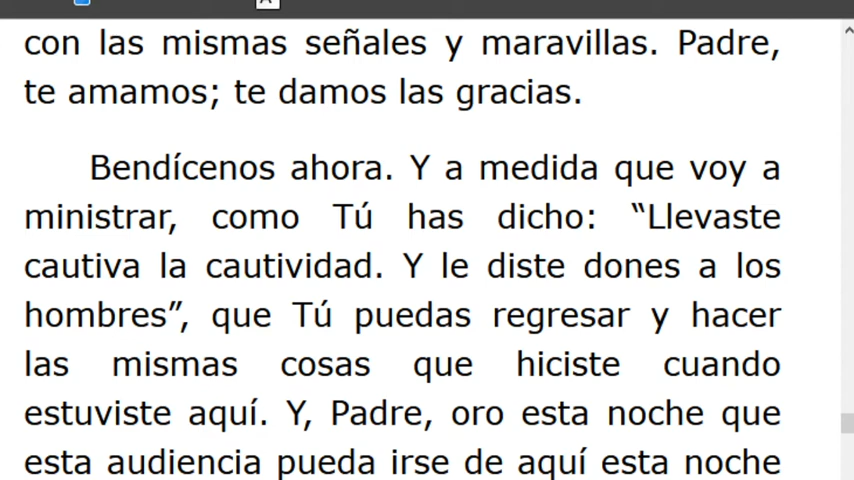 con las mismas señales y maravillas. Padre,
te amamos; te damos las gracias.
Bendícenos ahora. Y a medida que voy a
ministrar, como Tú has dicho: “Llevaste
cautiva la cautividad. Y le diste dones a los
hombres”, que Tú puedas regresar y hacer
las mismas cosas que hiciste cuando
estuviste aquí. Y, Padre, oro esta noche que
esta audiencia pueda irse de aquí esta noche